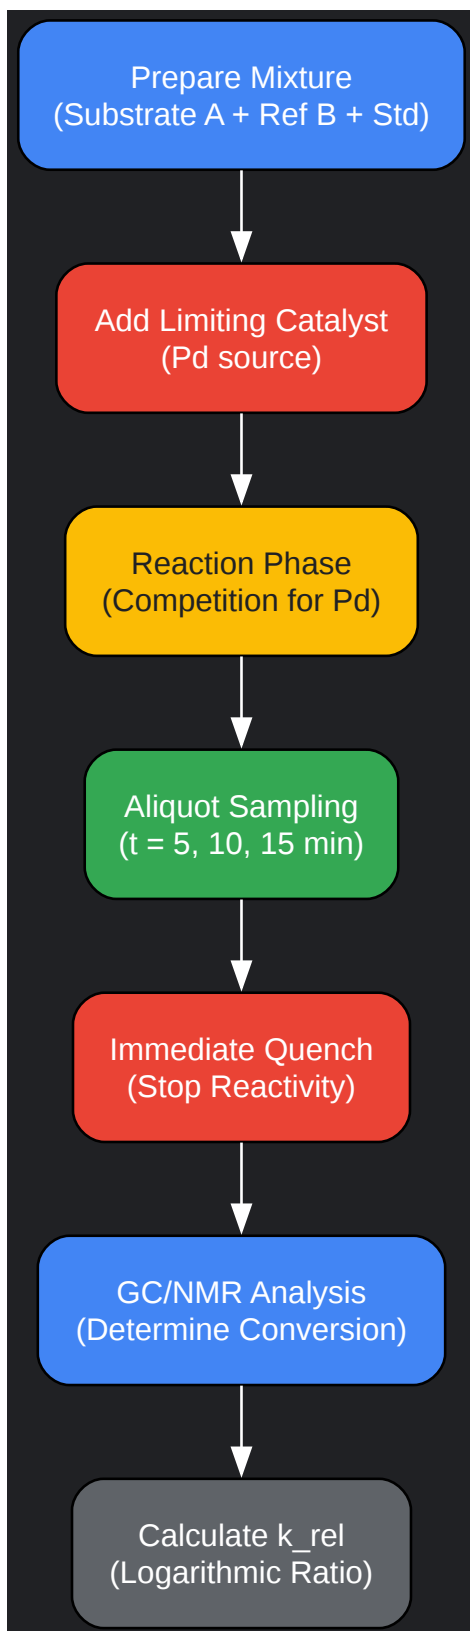 Prepare Mixture
(Substrate A + Ref B + Std)
Add Limiting Catalyst
(Pd source)
Reaction Phase
(Competition for Pd)
Aliquot Sampling
(t = 5, 10, 15 min)
Immediate Quench
(Stop Reactivity)
GC/NMR Analysis
(Determine Conversion)
Calculate k_rel
(Logarithmic Ratio)